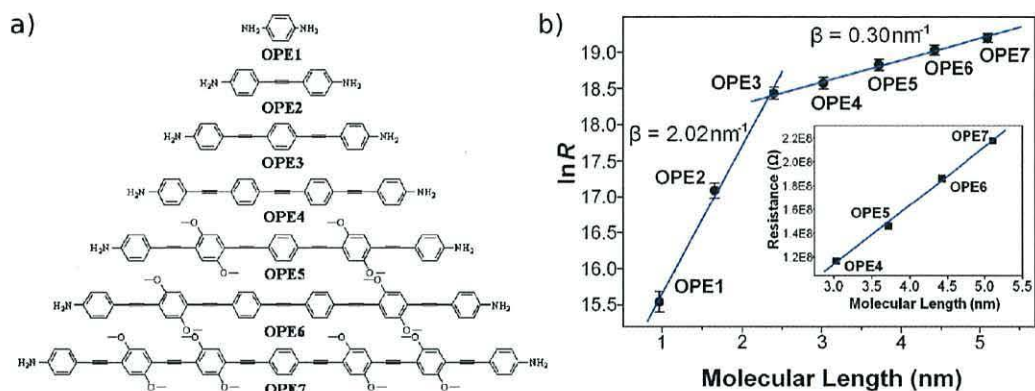 a)
NH₂ NH₂
OPE1
H₂N NH₂
OPE2
H₂N NH₂
OPE3
H₂N NH₂
OPE4
H₂N O O NH₂
O O
OPE5
H₂N O O NH₂
O O
OPE6
H₂N O O O O NH₂
O O O O
OPE7
b)
19.0
18.5
18.0
17.5
17.0
16.5
16.0
15.5
lnR
β = 0.30nm⁻¹
β = 2.02nm⁻¹
OPE1
OPE2
OPE3
OPE4
OPE5
OPE6
OPE7
1 2 3 4 5
Molecular Length (nm)
2.2E8
2.0E8
1.8E8
1.6E8
1.4E8
1.2E8
Resistance (Ω)
OPE7
OPE6
OPE5
OPE4
3.0 3.5 4.0 4.5 5.0 5.5
Molecular Length (nm)